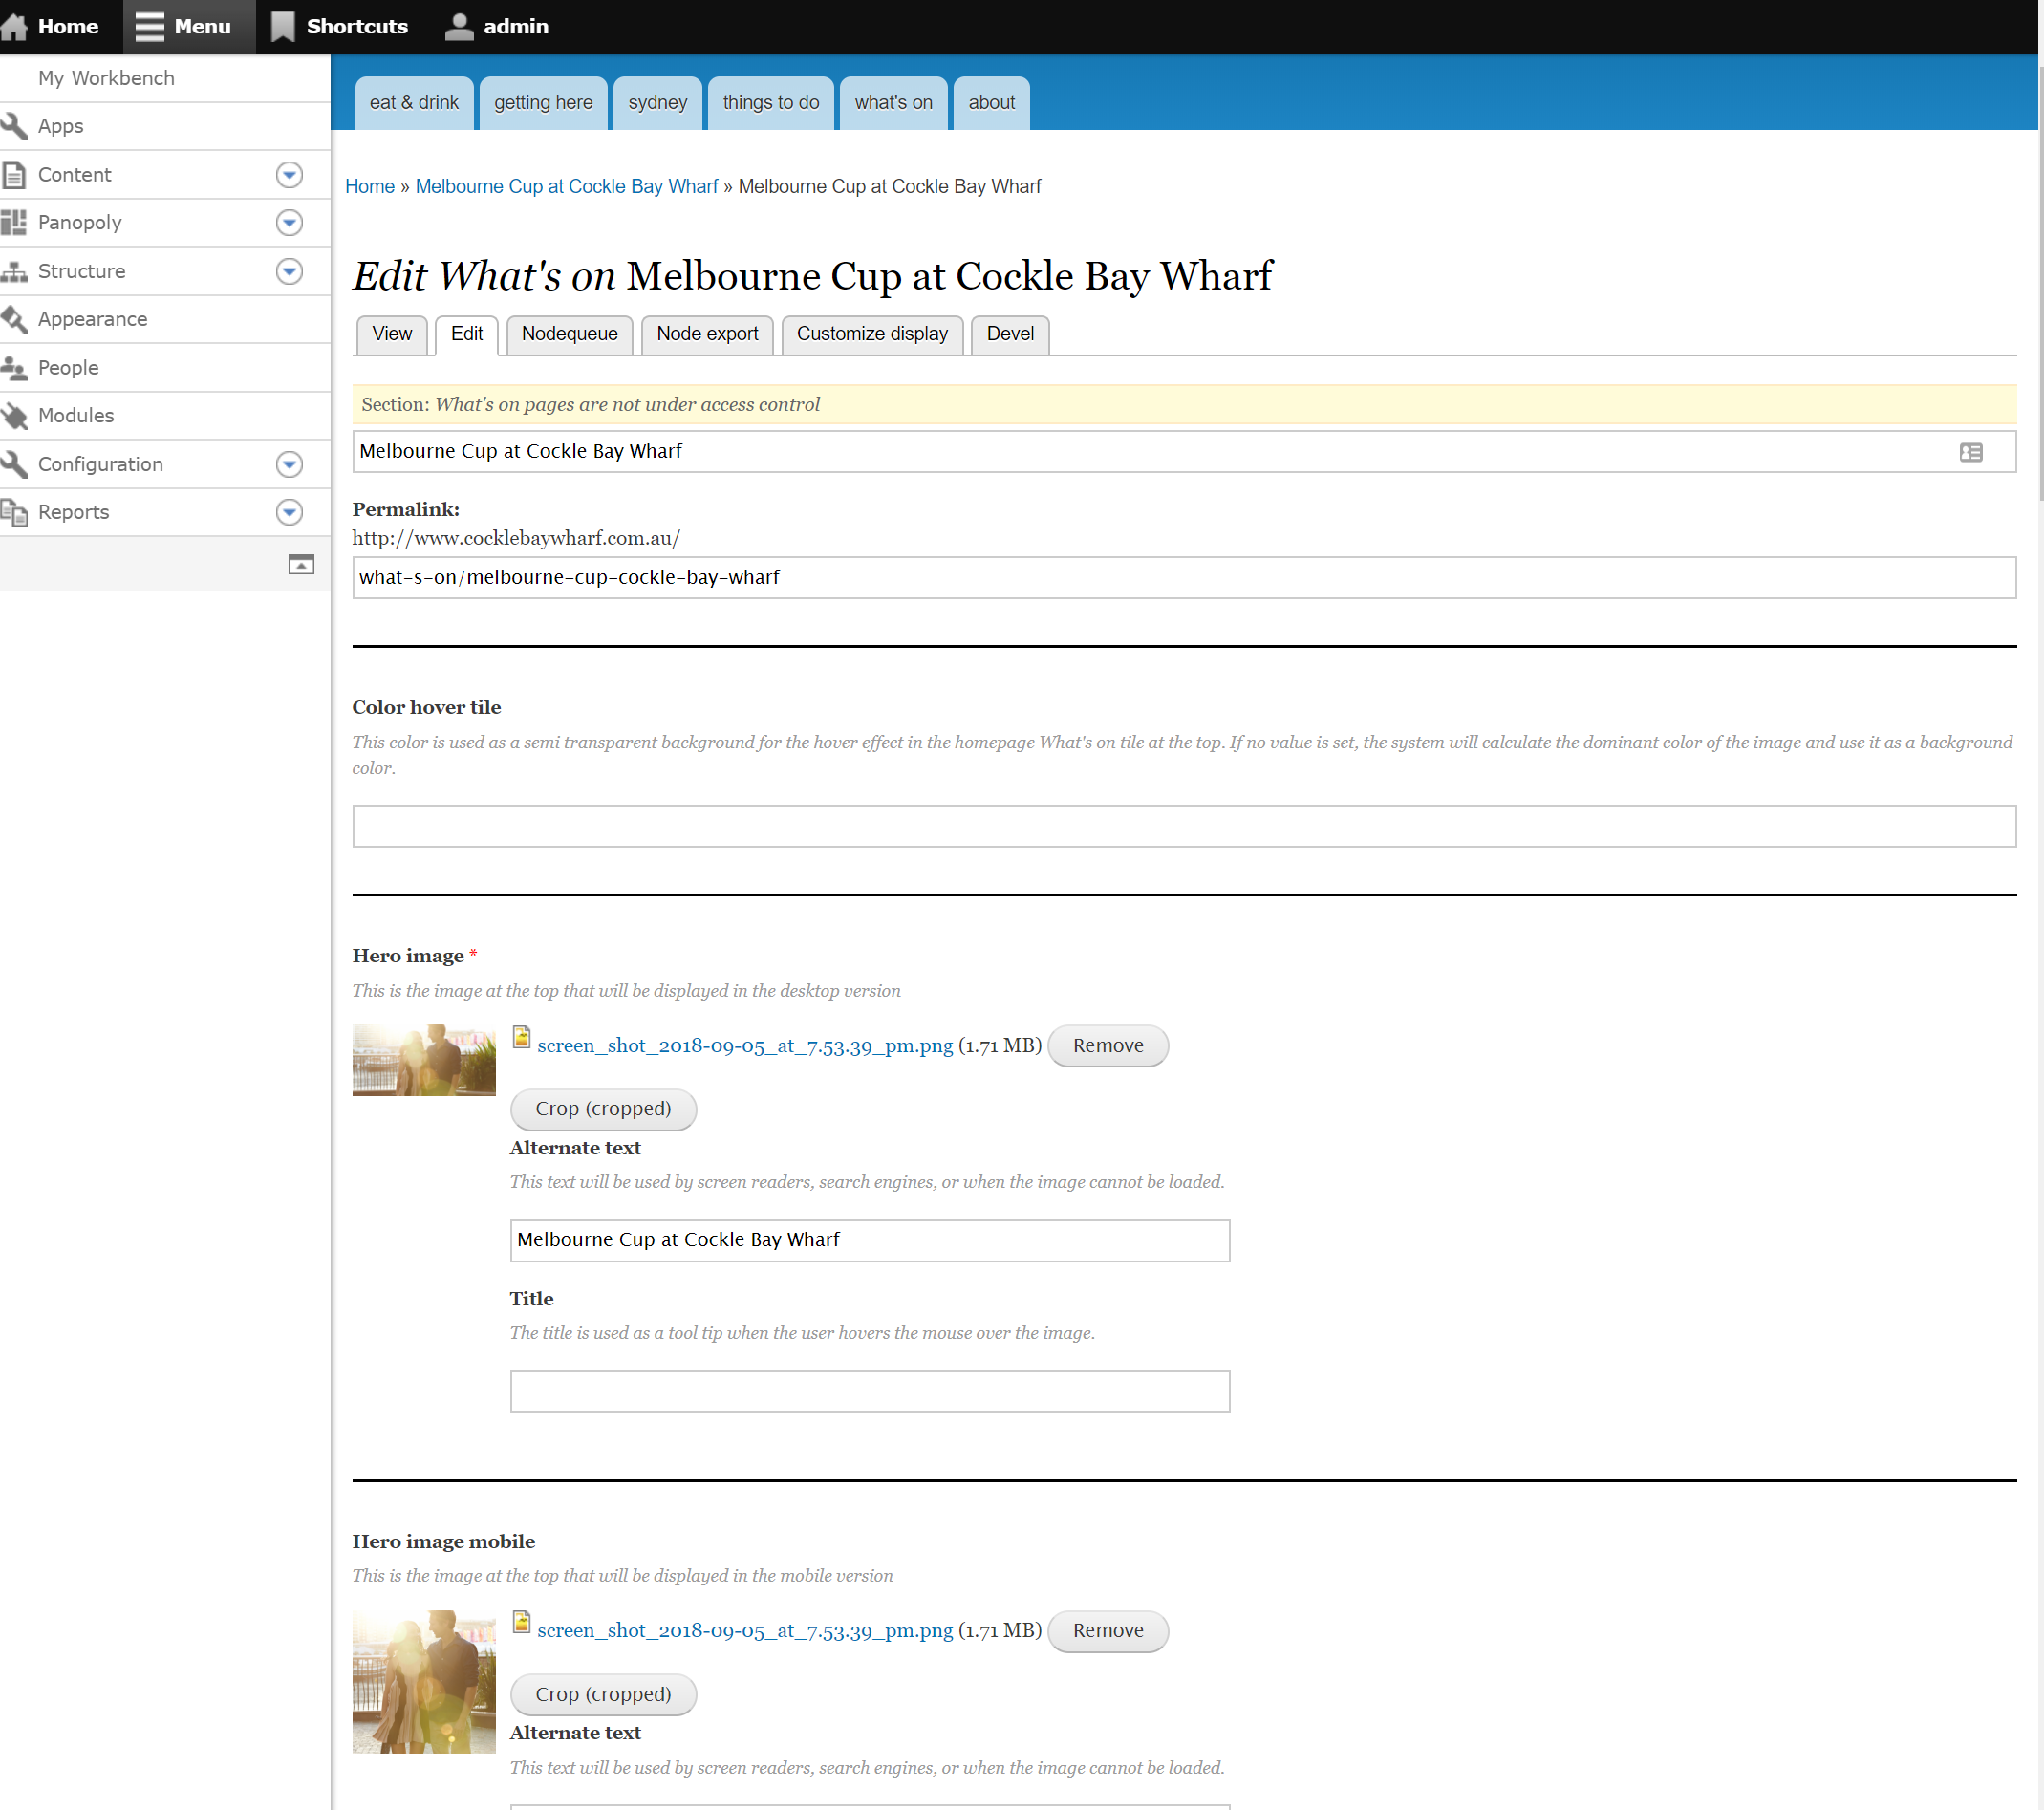 Home Menu Shortcuts admin
My Workbench
Apps
Content
Panopoly
Structure
Appearance
People
Modules
Configuration
Reports
eat & drink getting here sydney things to do what's on about
Home » Melbourne Cup at Cockle Bay Wharf » Melbourne Cup at Cockle Bay Wharf
Edit What's on Melbourne Cup at Cockle Bay Wharf
View Edit Nodequeue Node export Customize display Devel
Section: What's on pages are not under access control
Melbourne Cup at Cockle Bay Wharf
Permalink:
http://www.cocklebaywharf.com.au/
what-s-on/melbourne-cup-cockle-bay-wharf
Color hover tile
This color is used as a semi transparent background for the hover effect in the homepage What's on tile at the top. If no value is set, the system will calculate the dominant color of the image and use it as a background
color.
Hero image *
This is the image at the top that will be displayed in the desktop version
screen_shot_2018-09-05_at_7.53.39_pm.png (1.71 MB) Remove
Crop (cropped)
Alternate text
This text will be used by screen readers, search engines, or when the image cannot be loaded.
Melbourne Cup at Cockle Bay Wharf
Title
The title is used as a tool tip when the user hovers the mouse over the image.
Hero image mobile
This is the image at the top that will be displayed in the mobile version
screen_shot_2018-09-05_at_7.53.39_pm.png (1.71 MB) Remove
Crop (cropped)
Alternate text
This text will be used by screen readers, search engines, or when the image cannot be loaded.